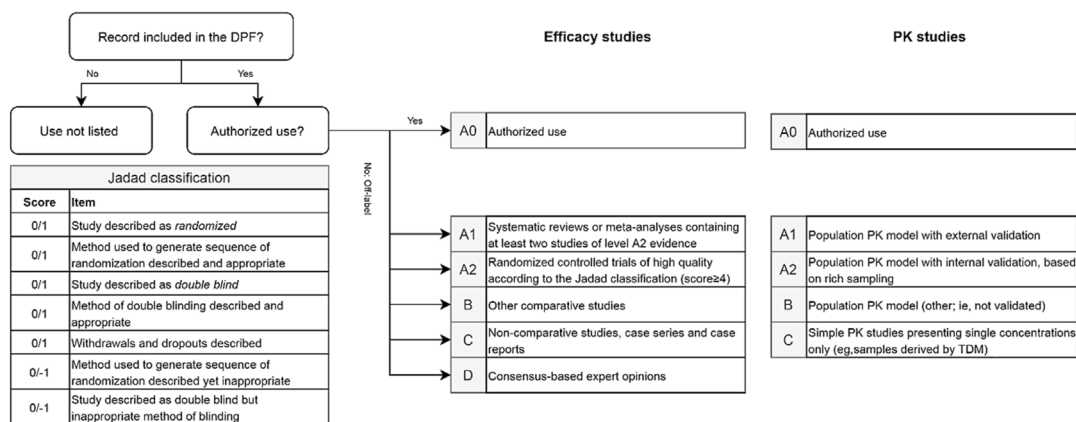 Record included in the DPF?
No
Yes
Use not listed
Authorized use?
Yes
No: Off-label
Jadad classification
Score Item
0/1 Study described as randomized
0/1 Method used to generate sequence of
randomization described and appropriate
0/1 Study described as double blind
0/1 Method of double blinding described and
appropriate
0/1 Withdrawals and dropouts described
0/-1 Method used to generate sequence of
randomization described yet inappropriate
0/-1 Study described as double blind but
inappropriate method of blinding
Efficacy studies
A0 Authorized use
A1 Systematic reviews or meta-analyses containing
at least two studies of level A2 evidence
A2 Randomized controlled trials of high quality
according to the Jadad classification (score≥4)
B Other comparative studies
C Non-comparative studies, case series and case
reports
D Consensus-based expert opinions
PK studies
A0 Authorized use
A1 Population PK model with external validation
A2 Population PK model with internal validation, based
on rich sampling
B Population PK model (other; ie, not validated)
C Simple PK studies presenting single concentrations
only (eg,samples derived by TDM)